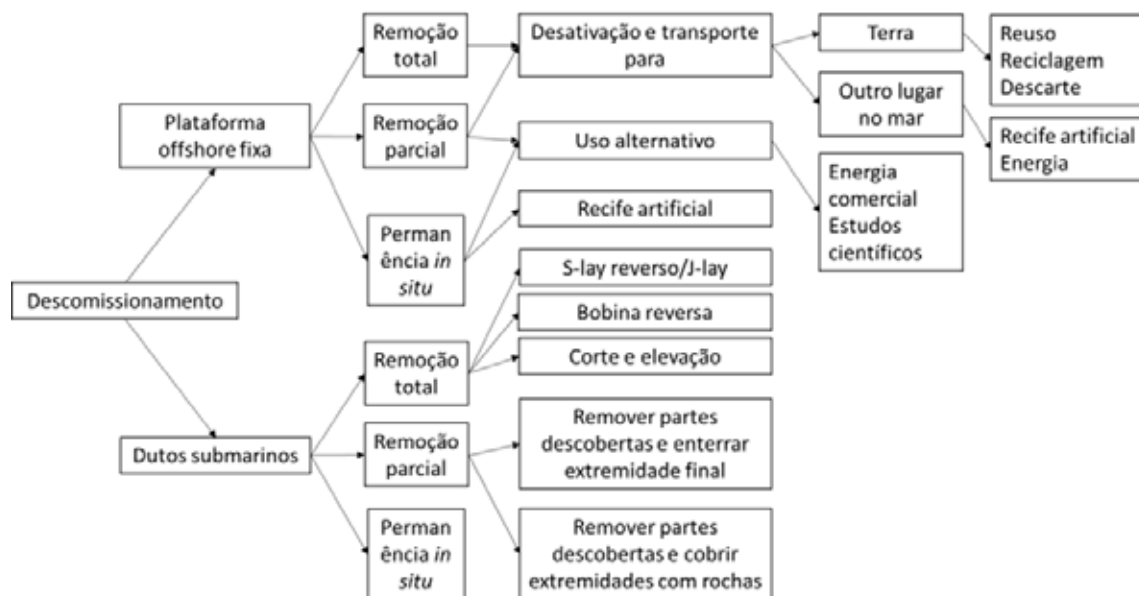 Descomissionamento
Plataforma
offshore fixa
Remoção
total
Remoção
parcial
Perman
ência in
situ
Desativação e transporte
para
Uso alternativo
Recife artificial
Terra
Outro lugar
no mar
Reuso
Reciclagem
Descarte
Recife artificial
Energia
Energia
comercial
Estudos
científicos
Dutos submarinos
Remoção
total
Remoção
parcial
Perman
ência in
situ
S-lay reverso/J-lay
Bobina reversa
Corte e elevação
Remover partes
descobertas e enterrar
extremidade final
Remover partes
descobertas e cobrir
extremidades com rochas